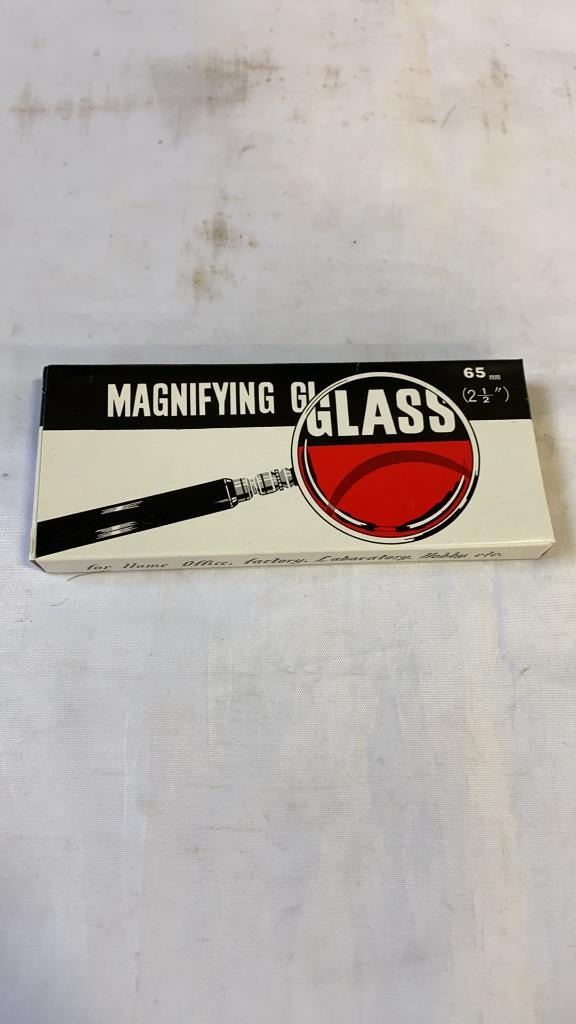 MAGNIFYING GL
GLASS
65 mm
(2 1/2")
for Home Office, factory, Laboratory, Hobby etc.